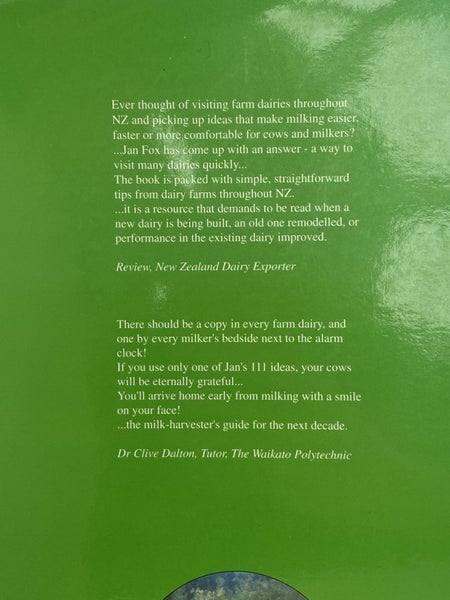 Ever thought of visiting farm dairies throughout
NZ and picking up ideas that make milking easier,
faster or more comfortable for cows and milkers?
...Jan Fox has come up with an answer - a way to
visit many dairies quickly...
The book is packed with simple, straightforward
tips from dairy farms throughout NZ.
...it is a resource that demands to be read when a
new dairy is being built, an old one remodelled, or
performance in the existing dairy improved.
Review, New Zealand Dairy Exporter
There should be a copy in every farm dairy, and
one by every milker's bedside next to the alarm
clock!
If you use only one of Jan's 111 ideas, your cows
will be eternally grateful...
You'll arrive home early from milking with a smile
on your face!
...the milk-harvester's guide for the next decade.
Dr Clive Dalton, Tutor, The Waikato Polytechnic